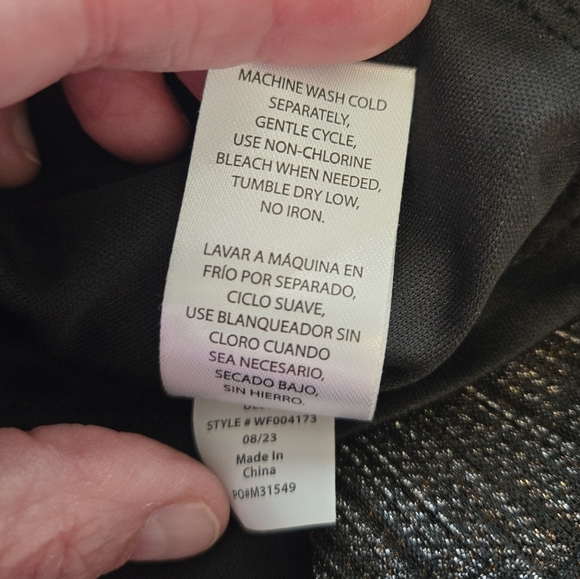 MACHINE WASH COLD
SEPARATELY,
GENTLE CYCLE,
USE NON-CHLORINE
BLEACH WHEN NEEDED,
TUMBLE DRY LOW,
NO IRON.
LAVAR A MÁQUINA EN
FRÍO POR SEPARADO,
CICLO SUAVE,
USE BLANQUEADOR SIN
CLORO CUANDO
SEA NECESARIO,
SECADO BAJO,
SIN HIERRO.
STYLE # WF004173
08/23
Made In
China
PO#M31549